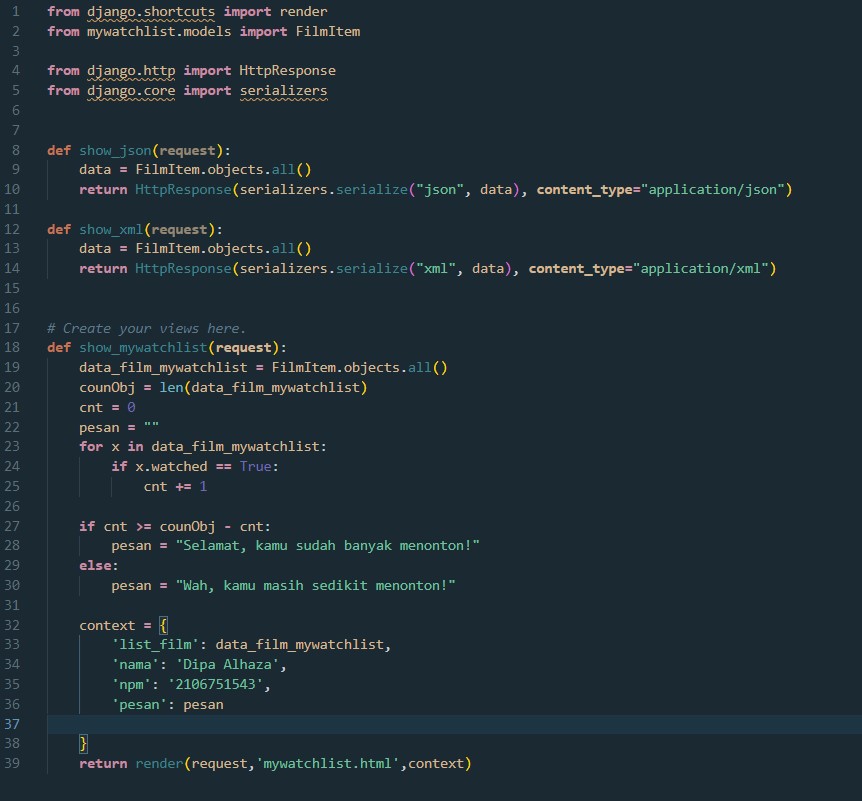 1 from django.shortcuts import render
2 from mywatchlist.models import FilmItem
3
4 from django.http import HttpResponse
5 from django.core import serializers
6
7
8 def show_json(request):
9     data = FilmItem.objects.all()
10     return HttpResponse(serializers.serialize("json", data), content_type="application/json")
11
12 def show_xml(request):
13     data = FilmItem.objects.all()
14     return HttpResponse(serializers.serialize("xml", data), content_type="application/xml")
15
16
17 # Create your views here.
18 def show_mywatchlist(request):
19     data_film_mywatchlist = FilmItem.objects.all()
20     counObj = len(data_film_mywatchlist)
21     cnt = 0
22     pesan = ""
23     for x in data_film_mywatchlist:
24         if x.watched == True:
25             cnt += 1
26
27     if cnt >= counObj - cnt:
28         pesan = "Selamat, kamu sudah banyak menonton!"
29     else:
30         pesan = "Wah, kamu masih sedikit menonton!"
31
32     context = {
33         'list_film': data_film_mywatchlist,
34         'nama': 'Dipa Alhaza',
35         'npm': '2106751543',
36         'pesan': pesan
37
38     }
39     return render(request,'mywatchlist.html',context)